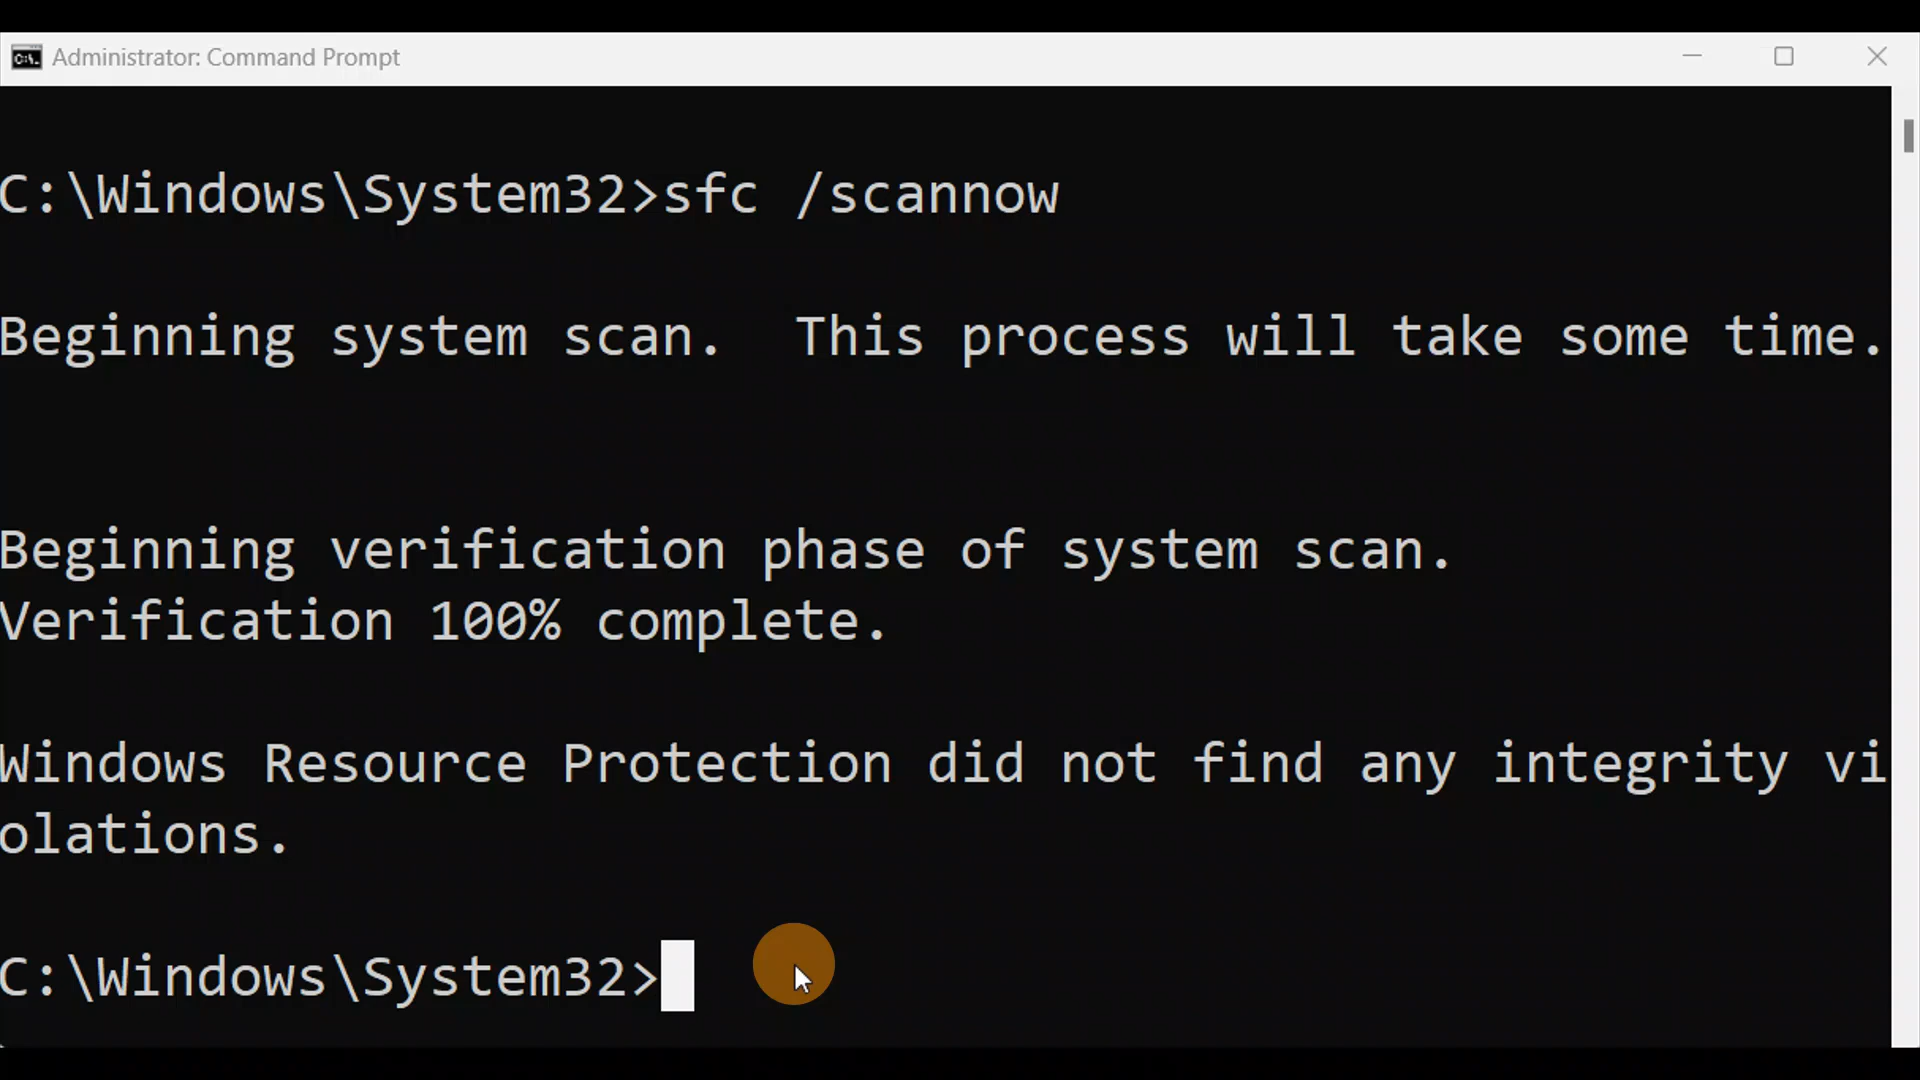 Administrator: Command Prompt
C:\Windows\System32>sfc /scannow
Beginning system scan.  This process will take some time.
Beginning verification phase of system scan.
Verification 100% complete.
Windows Resource Protection did not find any integrity vi
olations.
C:\Windows\System32>